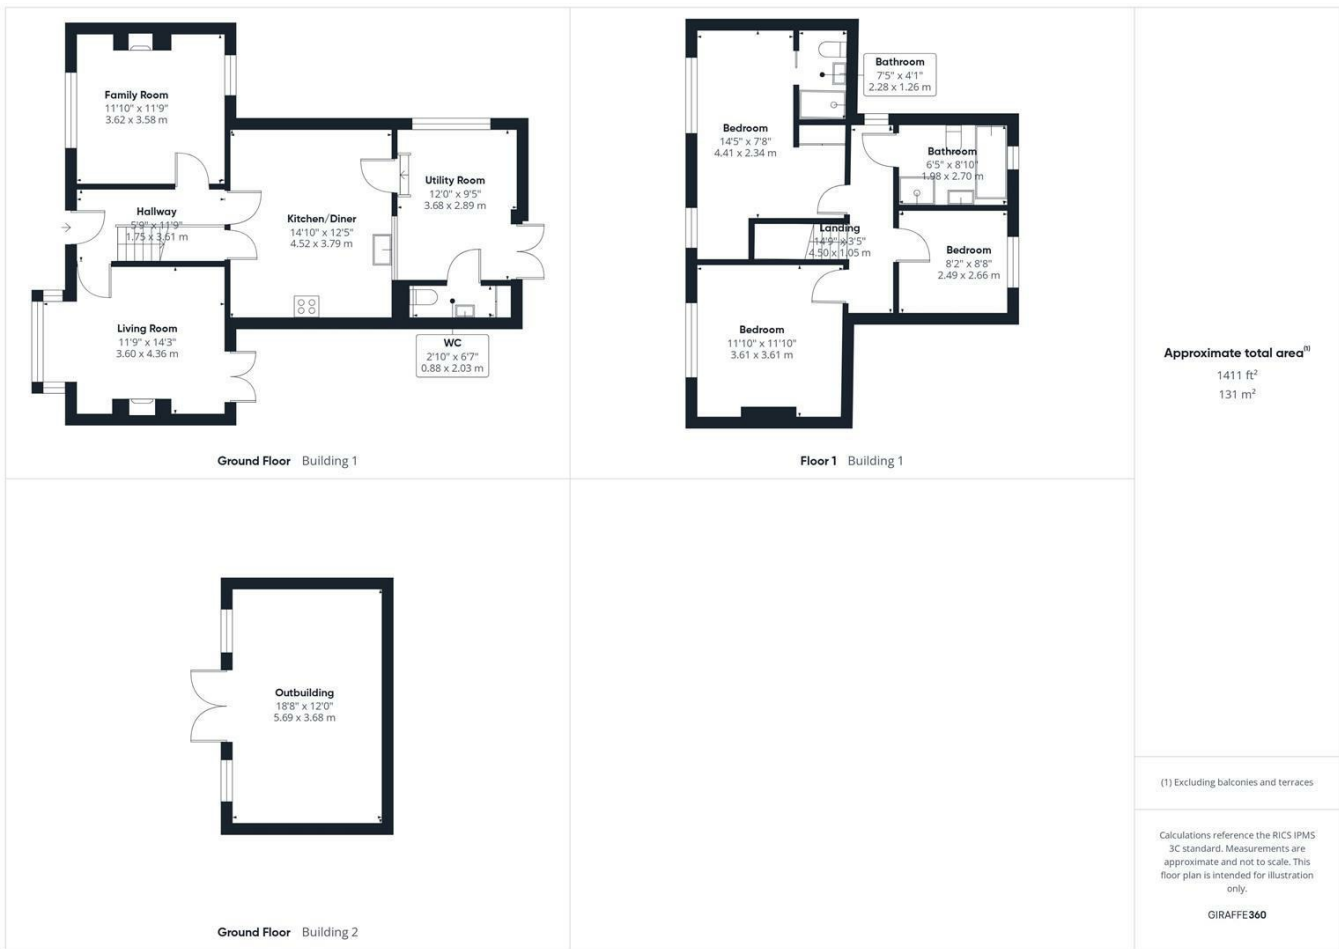 Family Room
11'10" x 11'9"
3.62 x 3.58 m
Hallway
5'9" x 11'9"
1.75 x 3.61 m
Kitchen/Diner
14'10" x 12'5"
4.52 x 3.79 m
Utility Room
12'0" x 9'5"
3.68 x 2.89 m
Living Room
11'9" x 14'3"
3.60 x 4.36 m
WC
2'10" x 6'7"
0.88 x 2.03 m
Ground Floor Building 1
Bathroom
7'5" x 4'1"
2.28 x 1.26 m
Bedroom
14'5" x 7'8"
4.41 x 2.34 m
Bathroom
6'5" x 8'10"
1.98 x 2.70 m
Landing
14'9" x 3'5"
4.50 x 1.05 m
Bedroom
8'2" x 8'8"
2.49 x 2.66 m
Bedroom
11'10" x 11'10"
3.61 x 3.61 m
Floor 1 Building 1
Outbuilding
18'8" x 12'0"
5.69 x 3.68 m
Ground Floor Building 2
Approximate total area(1)
1411 ft²
131 m²
(1) Excluding balconies and terraces
Calculations reference the RICS IPMS
3C standard. Measurements are
approximate and not to scale. This
floor plan is intended for illustration
only.
GIRAFFE360